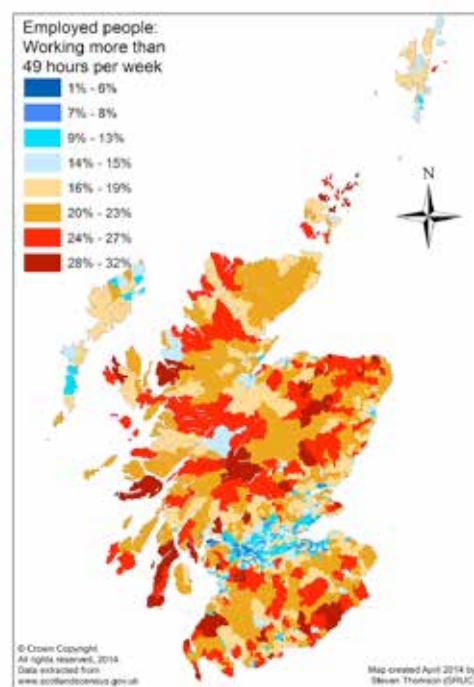 Employed people:
Working more than
49 hours per week
1% - 6%
7% - 8%
9% - 13%
14% - 15%
16% - 19%
20% - 23%
24% - 27%
28% - 32%
N
© Crown Copyright.
All rights reserved, 2014
Data extracted from
www.scotlandscensus.gov.uk
Map created April 2014 by
Steven Thomson (SRUC)